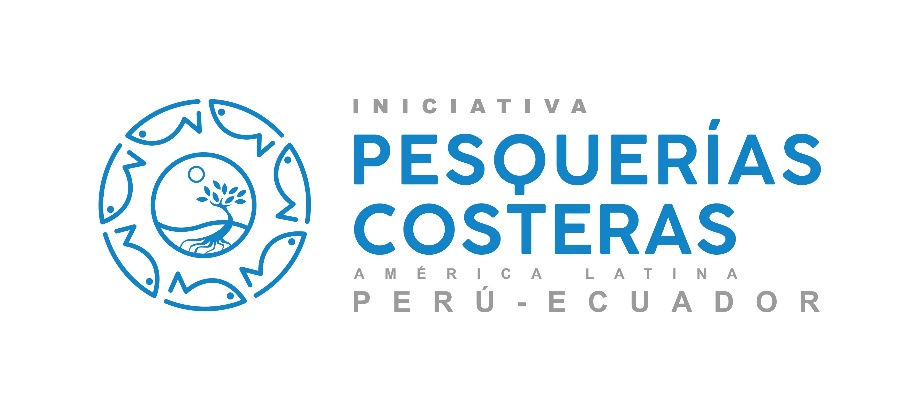 INICIATIVA
PESQUERÍAS
COSTERAS
AMÉRICA LATINA
PERÚ-ECUADOR